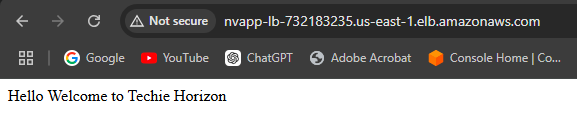 Not secure nvapp-lb-732183235.us-east-1.elb.amazonaws.com
Google YouTube ChatGPT Adobe Acrobat Console Home | Co...
Hello Welcome to Techie Horizon